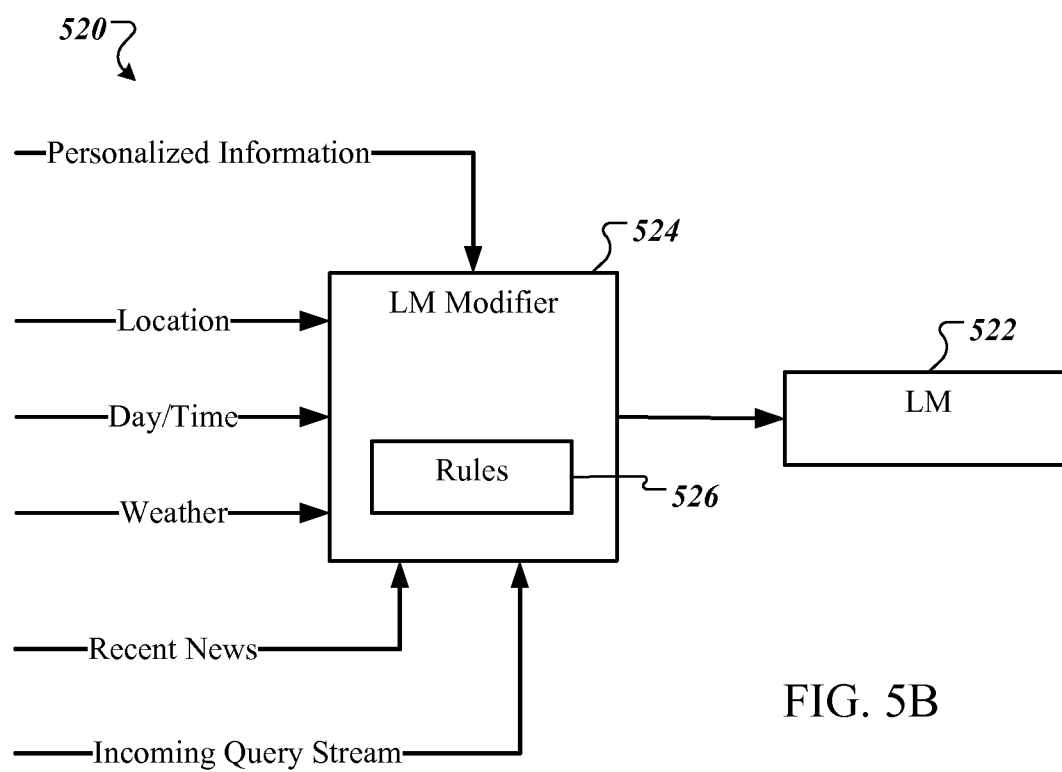 520
Personalized Information
524
LM Modifier
Location
522
LM
Day/Time
Rules
526
Weather
Recent News
FIG. 5B
Incoming Query Stream